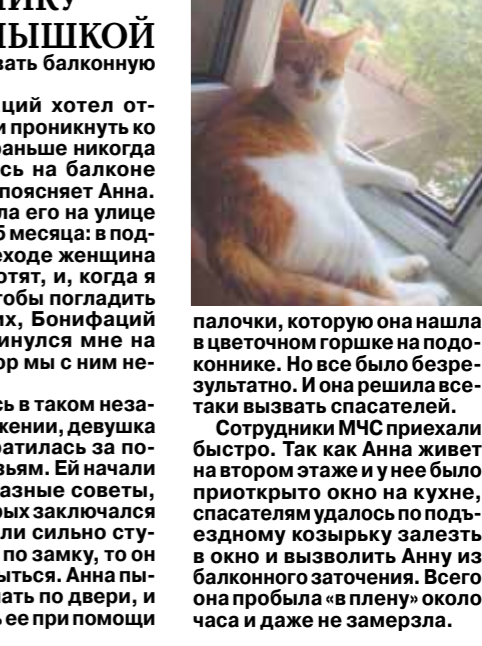 НИКУ
ЛЫШКОЙ
вать балконную
ций хотел от-
и проникнуть ко
раньше никогда
сь на балконе
поясняет Анна.
ла его на улице
5 месяца: в под-
еходе женщина
отят, и, когда я
тобы погладить
их, Бонифаций
инулся мне на
ор мы с ним не-
сь в таком неза-
жении, девушка
ратилась за по-
зьям. Ей начали
азные советы,
рых заключался
ли сильно сту-
по замку, то он
ыться. Анна пы-
ать по двери, и
ь ее при помощи
палочки, которую она нашла
в цветочном горшке на подо-
коннике. Но все было безре-
зультатно. И она решила все-
таки вызвать спасателей.
Сотрудники МЧС приехали
быстро. Так как Анна живет
на втором этаже и у нее было
приоткрыто окно на кухне,
спасателям удалось по подъ-
ездному козырьку залезть
в окно и вызволить Анну из
балконного заточения. Всего
она пробыла «в плену» около
часа и даже не замерзла.